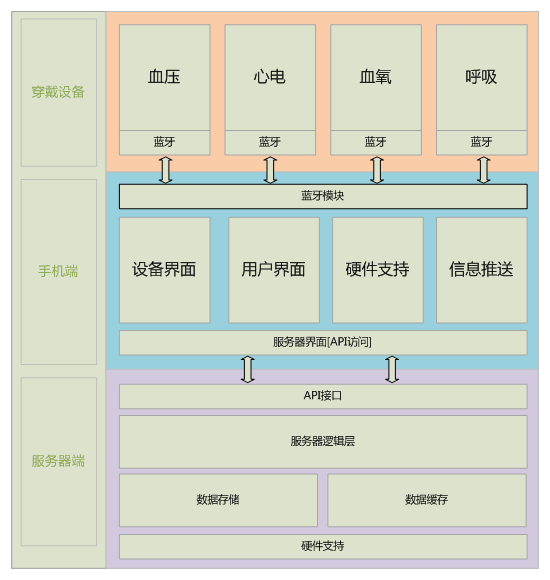 穿戴设备
血压
心电
血氧
呼吸
蓝牙
蓝牙
蓝牙
蓝牙
手机端
蓝牙模块
设备界面
用户界面
硬件支持
信息推送
服务器界面[API访问]
服务器端
API接口
服务器逻辑层
数据存储
数据缓存
硬件支持